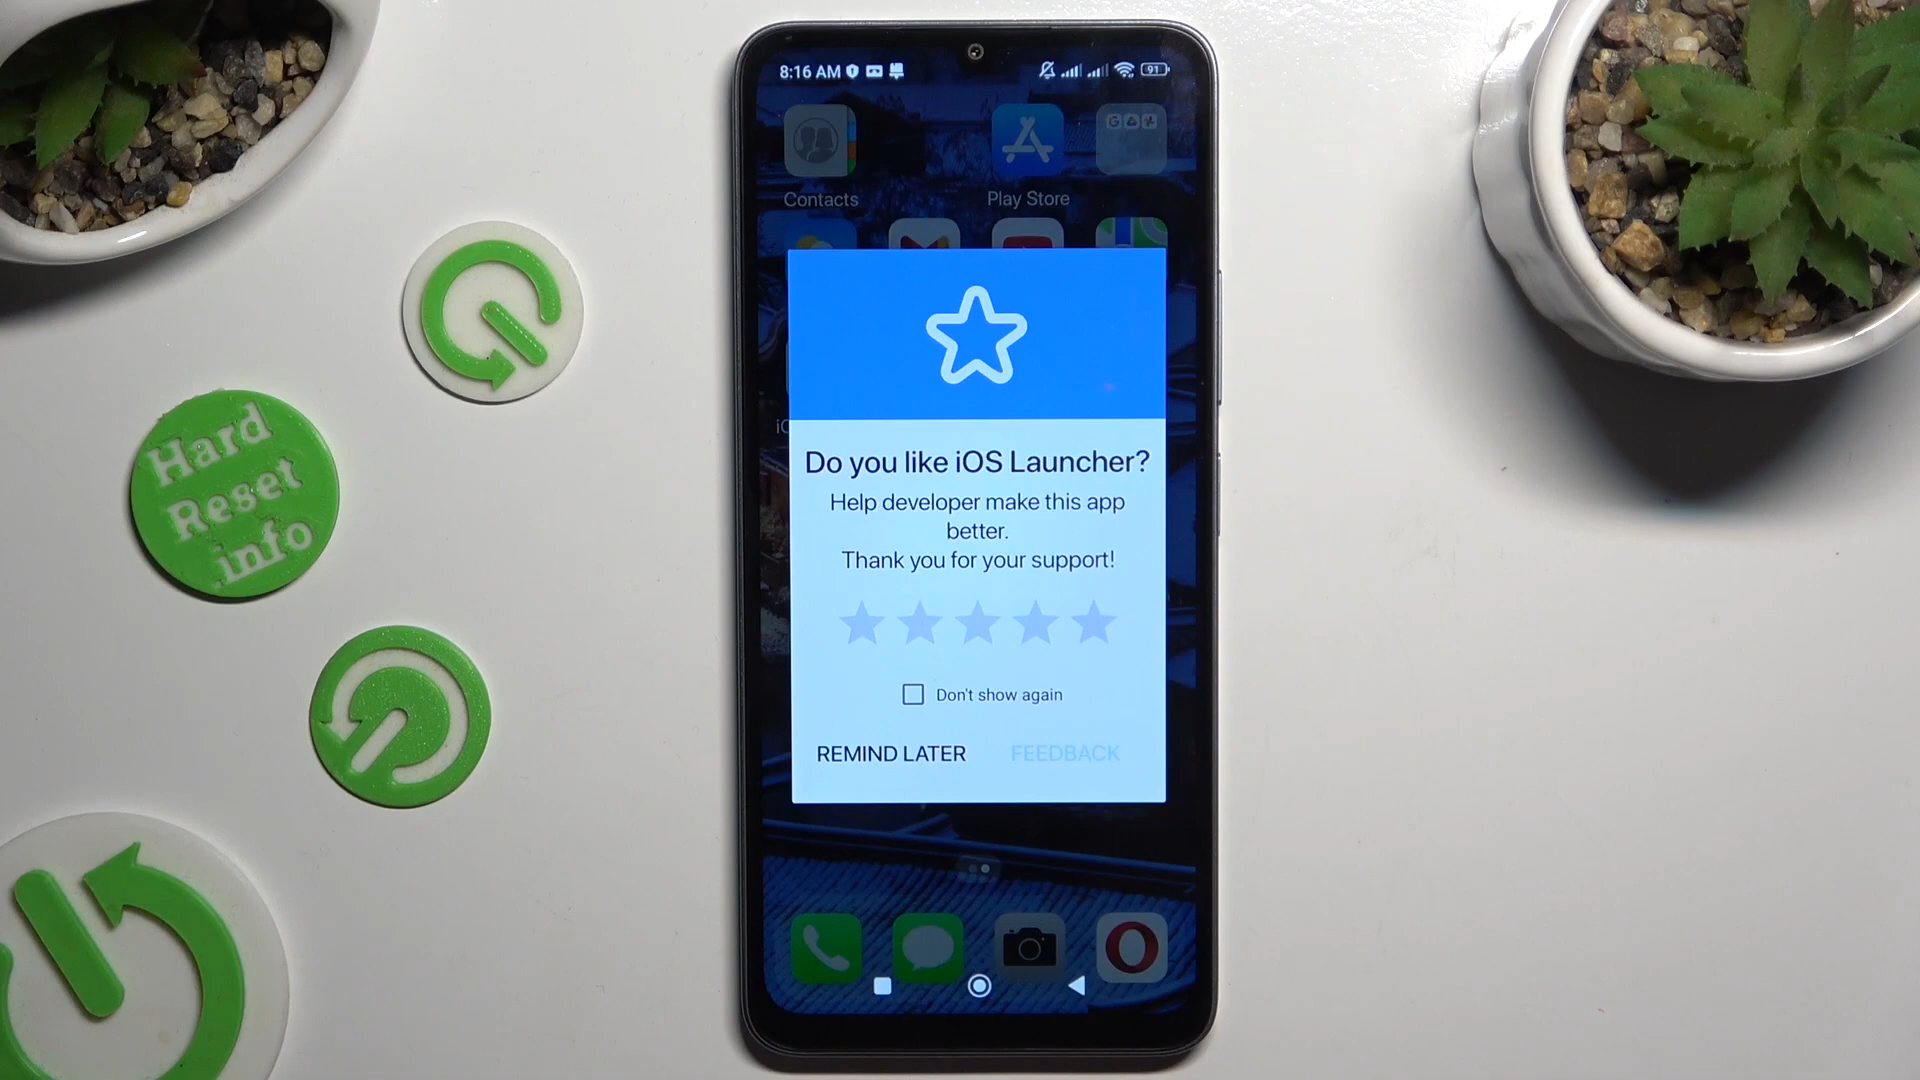 8:16 AM
91
Contacts
Play Store
Do you like iOS Launcher?
Help developer make this app
better.
Thank you for your support!
Don't show again
REMIND LATER
FEEDBACK
Hard
Reset
info